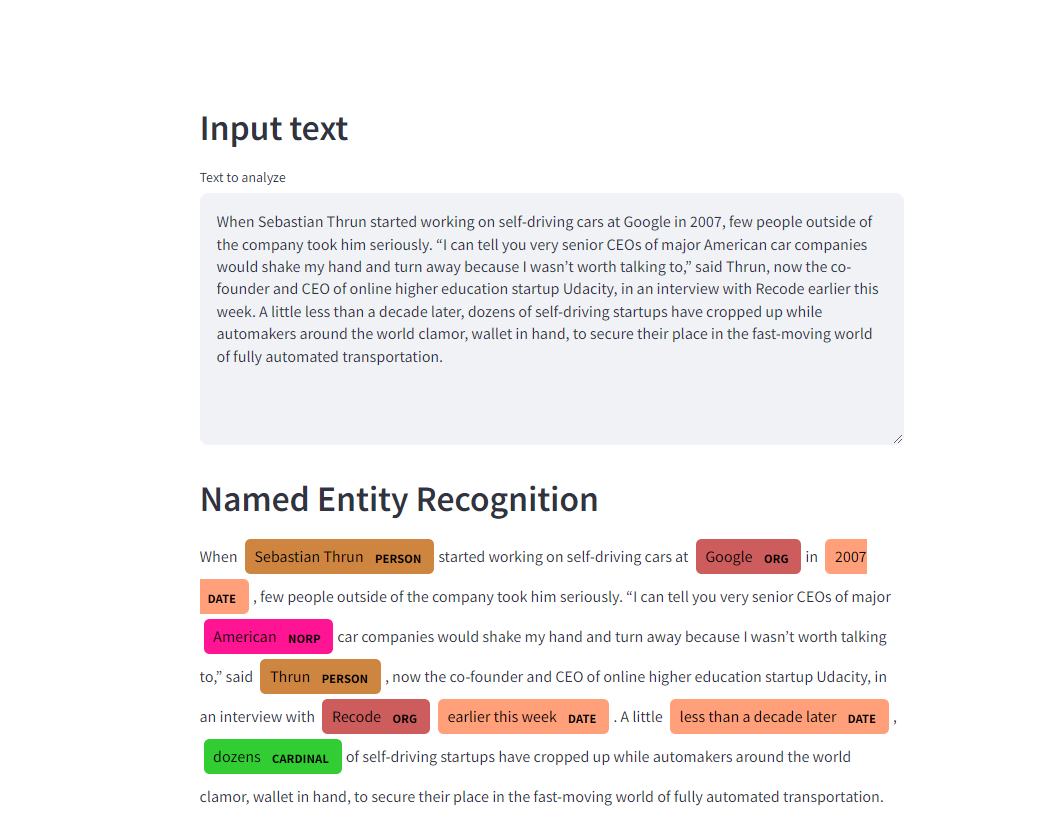 Input text
Text to analyze
When Sebastian Thrun started working on self-driving cars at Google in 2007, few people outside of
the company took him seriously. “I can tell you very senior CEOs of major American car companies
would shake my hand and turn away because I wasn’t worth talking to,” said Thrun, now the co-
founder and CEO of online higher education startup Udacity, in an interview with Recode earlier this
week. A little less than a decade later, dozens of self-driving startups have cropped up while
automakers around the world clamor, wallet in hand, to secure their place in the fast-moving world
of fully automated transportation.
Named Entity Recognition
When Sebastian Thrun PERSON started working on self-driving cars at Google ORG in 2007
DATE , few people outside of the company took him seriously. “I can tell you very senior CEOs of major
American NORP car companies would shake my hand and turn away because I wasn’t worth talking
to,” said Thrun PERSON , now the co-founder and CEO of online higher education startup Udacity, in
an interview with Recode ORG earlier this week DATE . A little less than a decade later DATE ,
dozens CARDINAL of self-driving startups have cropped up while automakers around the world
clamor, wallet in hand, to secure their place in the fast-moving world of fully automated transportation.